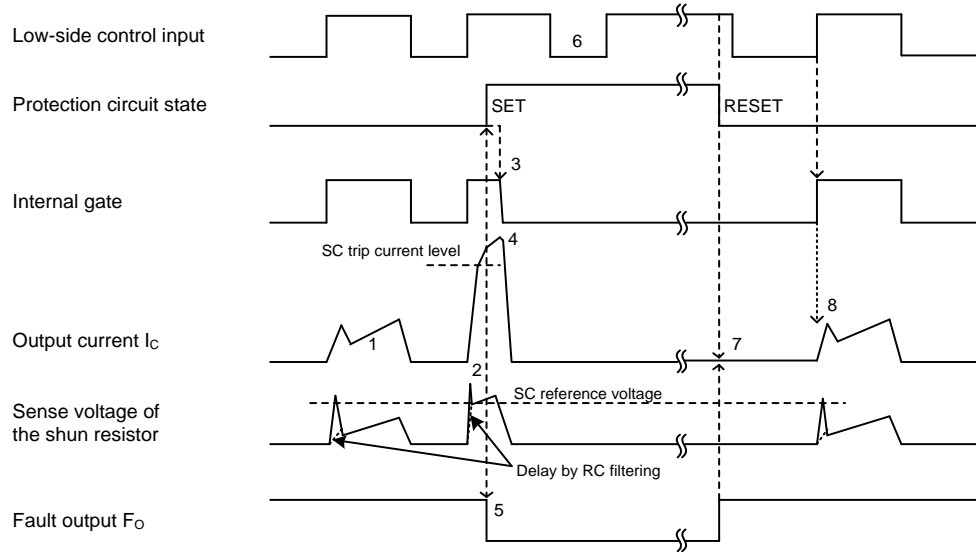 Low-side control input
6
Protection circuit state
SET
RESET
3
Internal gate
4
SC trip current level
8
Output current IC
1
7
2
SC reference voltage
Sense voltage of
the shun resistor
Delay by RC filtering
5
Fault output FO